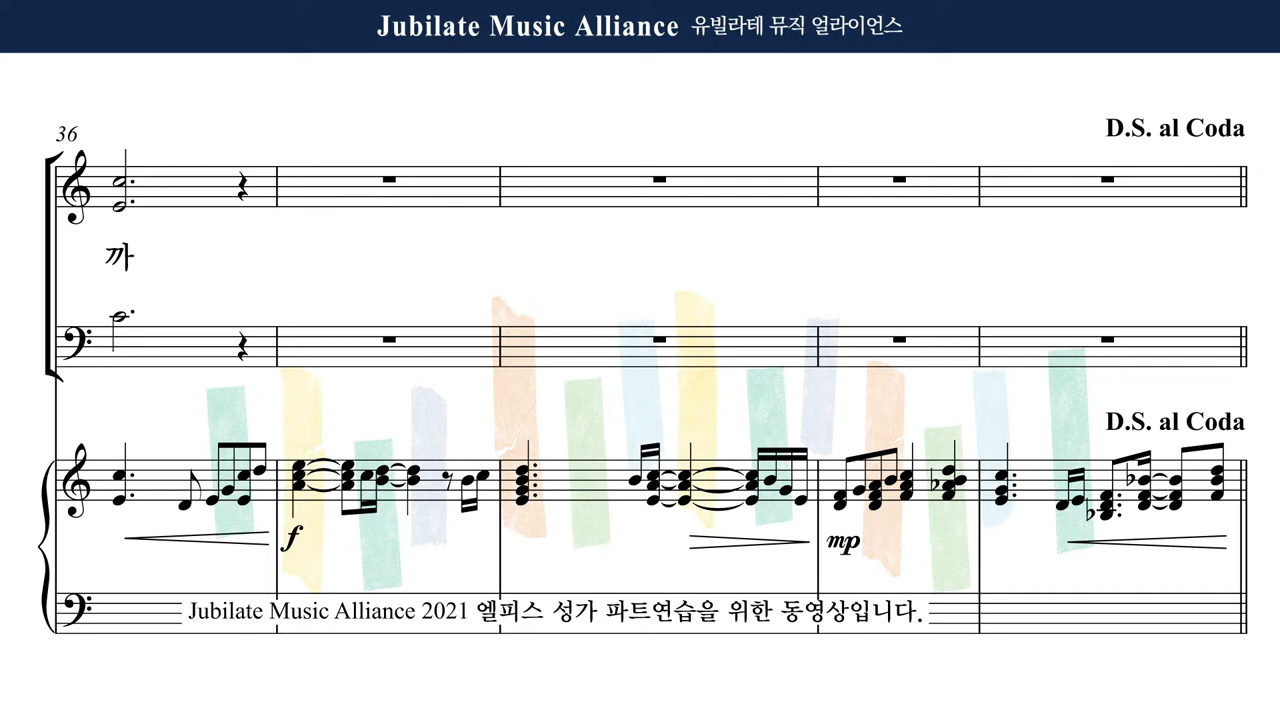 Jubilate Music Alliance 유빌라테 뮤직 얼라이언스
36
D.S. al Coda
까
D.S. al Coda
f
mp
Jubilate Music Alliance 2021 엘피스 성가 파트연습을 위한 동영상입니다.